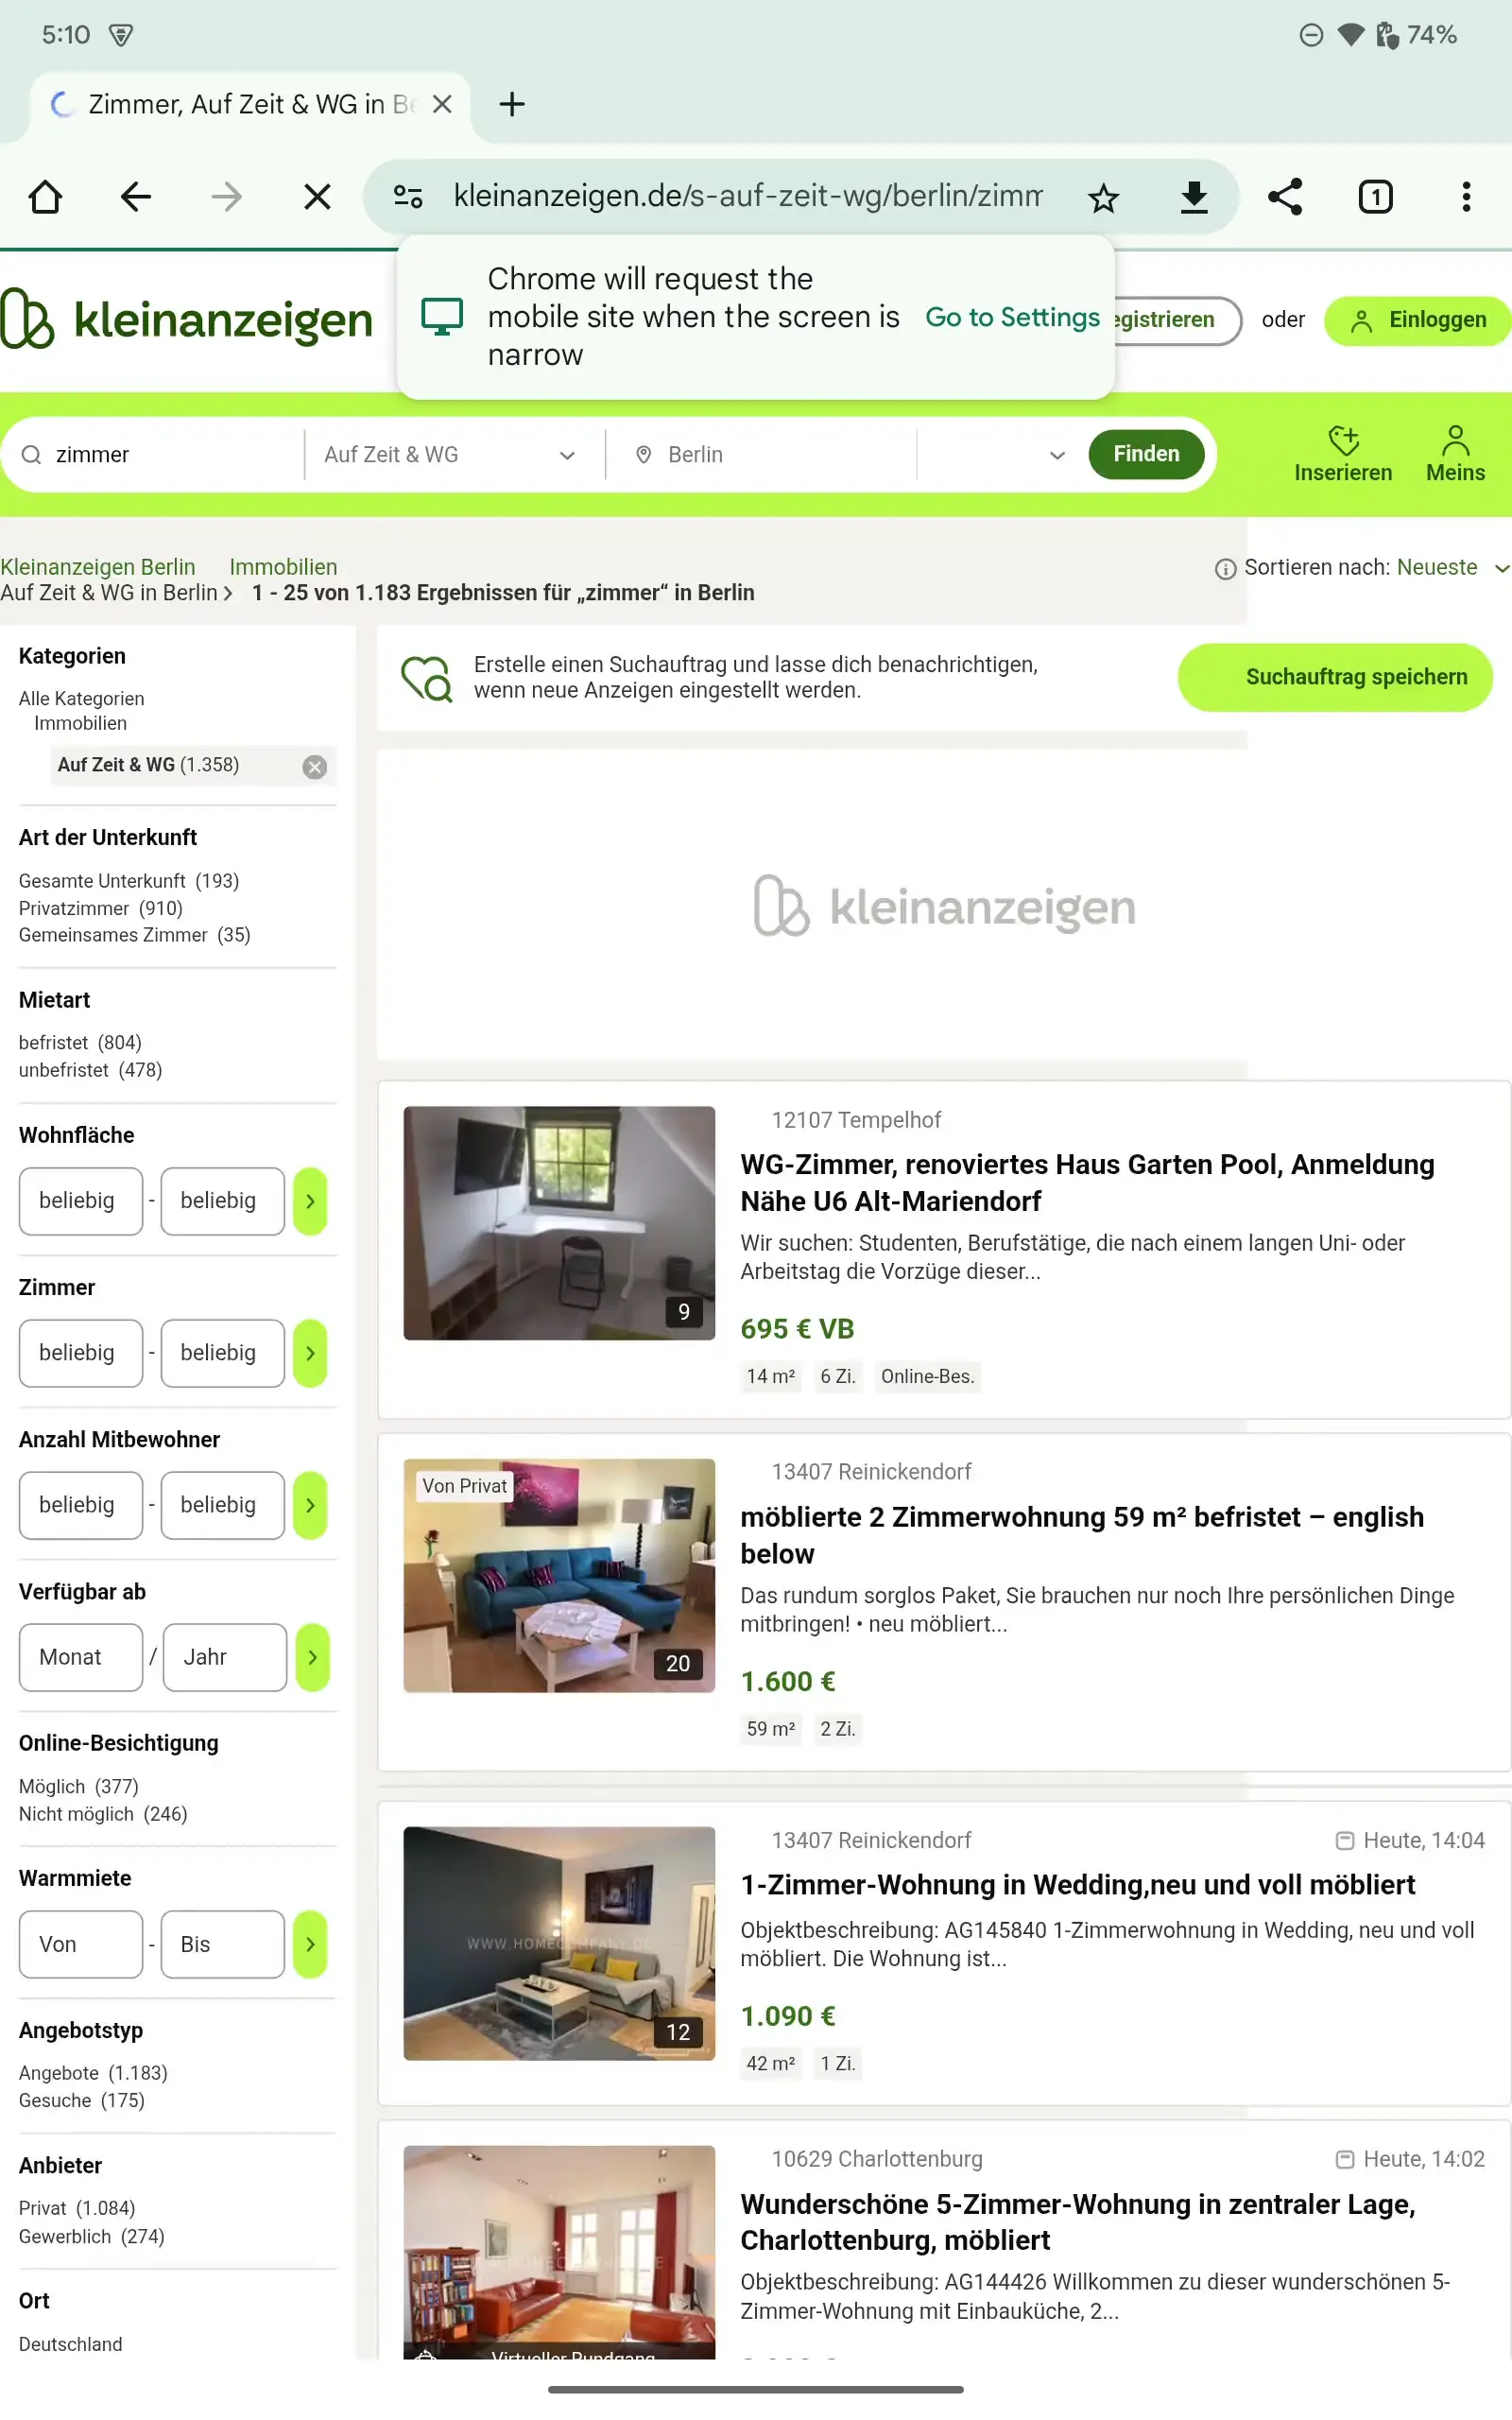 5:10
74%
Zimmer, Auf Zeit & WG in Be
kleinanzeigen.de/s-auf-zeit-wg/berlin/zimm
Chrome will request the
mobile site when the screen is
narrow
Go to Settings
kleinanzeigen
egistrieren
oder
Einloggen
zimmer
Auf Zeit & WG
Berlin
Finden
Inserieren
Meins
Kleinanzeigen Berlin
Immobilien
Auf Zeit & WG in Berlin
1 - 25 von 1.183 Ergebnissen für „zimmer“ in Berlin
Sortieren nach: Neueste
Kategorien
Alle Kategorien
Immobilien
Auf Zeit & WG (1.358)
Art der Unterkunft
Gesamte Unterkunft (193)
Privatzimmer (910)
Gemeinsames Zimmer (35)
Mietart
befristet (804)
unbefristet (478)
Wohnfläche
beliebig - beliebig
Zimmer
beliebig - beliebig
Anzahl Mitbewohner
beliebig - beliebig
Verfügbar ab
Monat / Jahr
Online-Besichtigung
Möglich (377)
Nicht möglich (246)
Warmmiete
Von - Bis
Angebotstyp
Angebote (1.183)
Gesuche (175)
Anbieter
Privat (1.084)
Gewerblich (274)
Ort
Deutschland
Erstelle einen Suchauftrag und lasse dich benachrichtigen,
wenn neue Anzeigen eingestellt werden.
Suchauftrag speichern
kleinanzeigen
9
12107 Tempelhof
WG-Zimmer, renoviertes Haus Garten Pool, Anmeldung
Nähe U6 Alt-Mariendorf
Wir suchen: Studenten, Berufstätige, die nach einem langen Uni- oder
Arbeitstag die Vorzüge dieser...
695 € VB
14 m² 6 Zi. Online-Bes.
Von Privat
20
13407 Reinickendorf
möblierte 2 Zimmerwohnung 59 m² befristet – english
below
Das rundum sorglos Paket, Sie brauchen nur noch Ihre persönlichen Dinge
mitbringen! • neu möbliert...
1.600 €
59 m² 2 Zi.
WWW.HOMECOMPANY.DE
12
13407 Reinickendorf
Heute, 14:04
1-Zimmer-Wohnung in Wedding,neu und voll möbliert
Objektbeschreibung: AG145840 1-Zimmerwohnung in Wedding, neu und voll
möbliert. Die Wohnung ist...
1.090 €
42 m² 1 Zi.
Virtueller Rundgang
10629 Charlottenburg
Heute, 14:02
Wunderschöne 5-Zimmer-Wohnung in zentraler Lage,
Charlottenburg, möbliert
Objektbeschreibung: AG144426 Willkommen zu dieser wunderschönen 5-
Zimmer-Wohnung mit Einbauküche, 2...